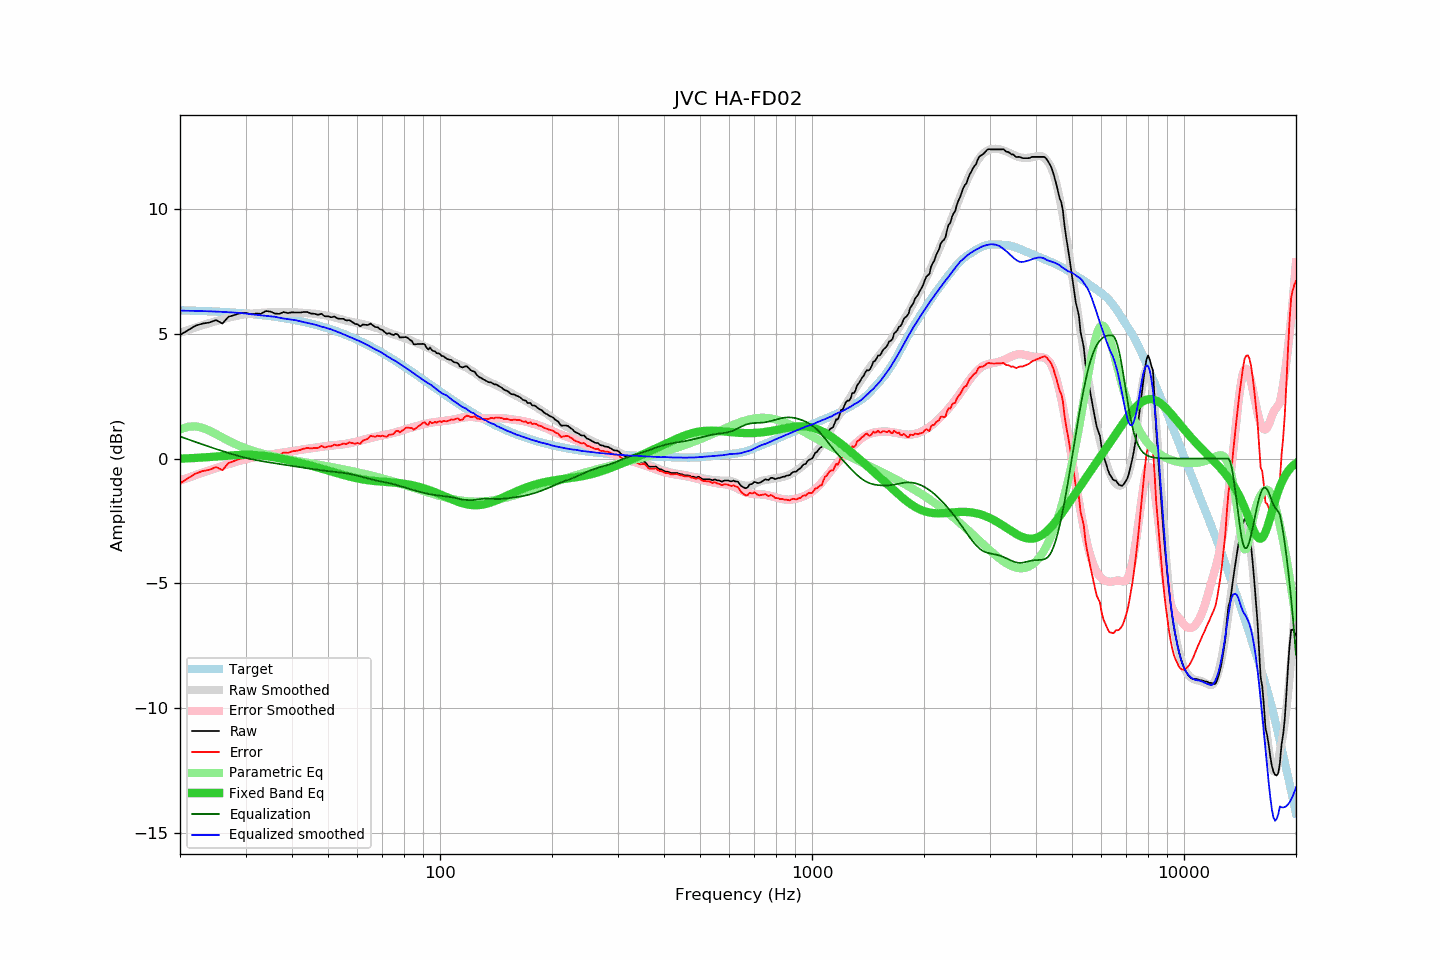 JVC HA-FD02
Amplitude (dBr)
10
5
0
−5
−10
−15
Target
Raw Smoothed
Error Smoothed
Raw
Error
Parametric Eq
Fixed Band Eq
Equalization
Equalized smoothed
100
1000
10000
Frequency (Hz)